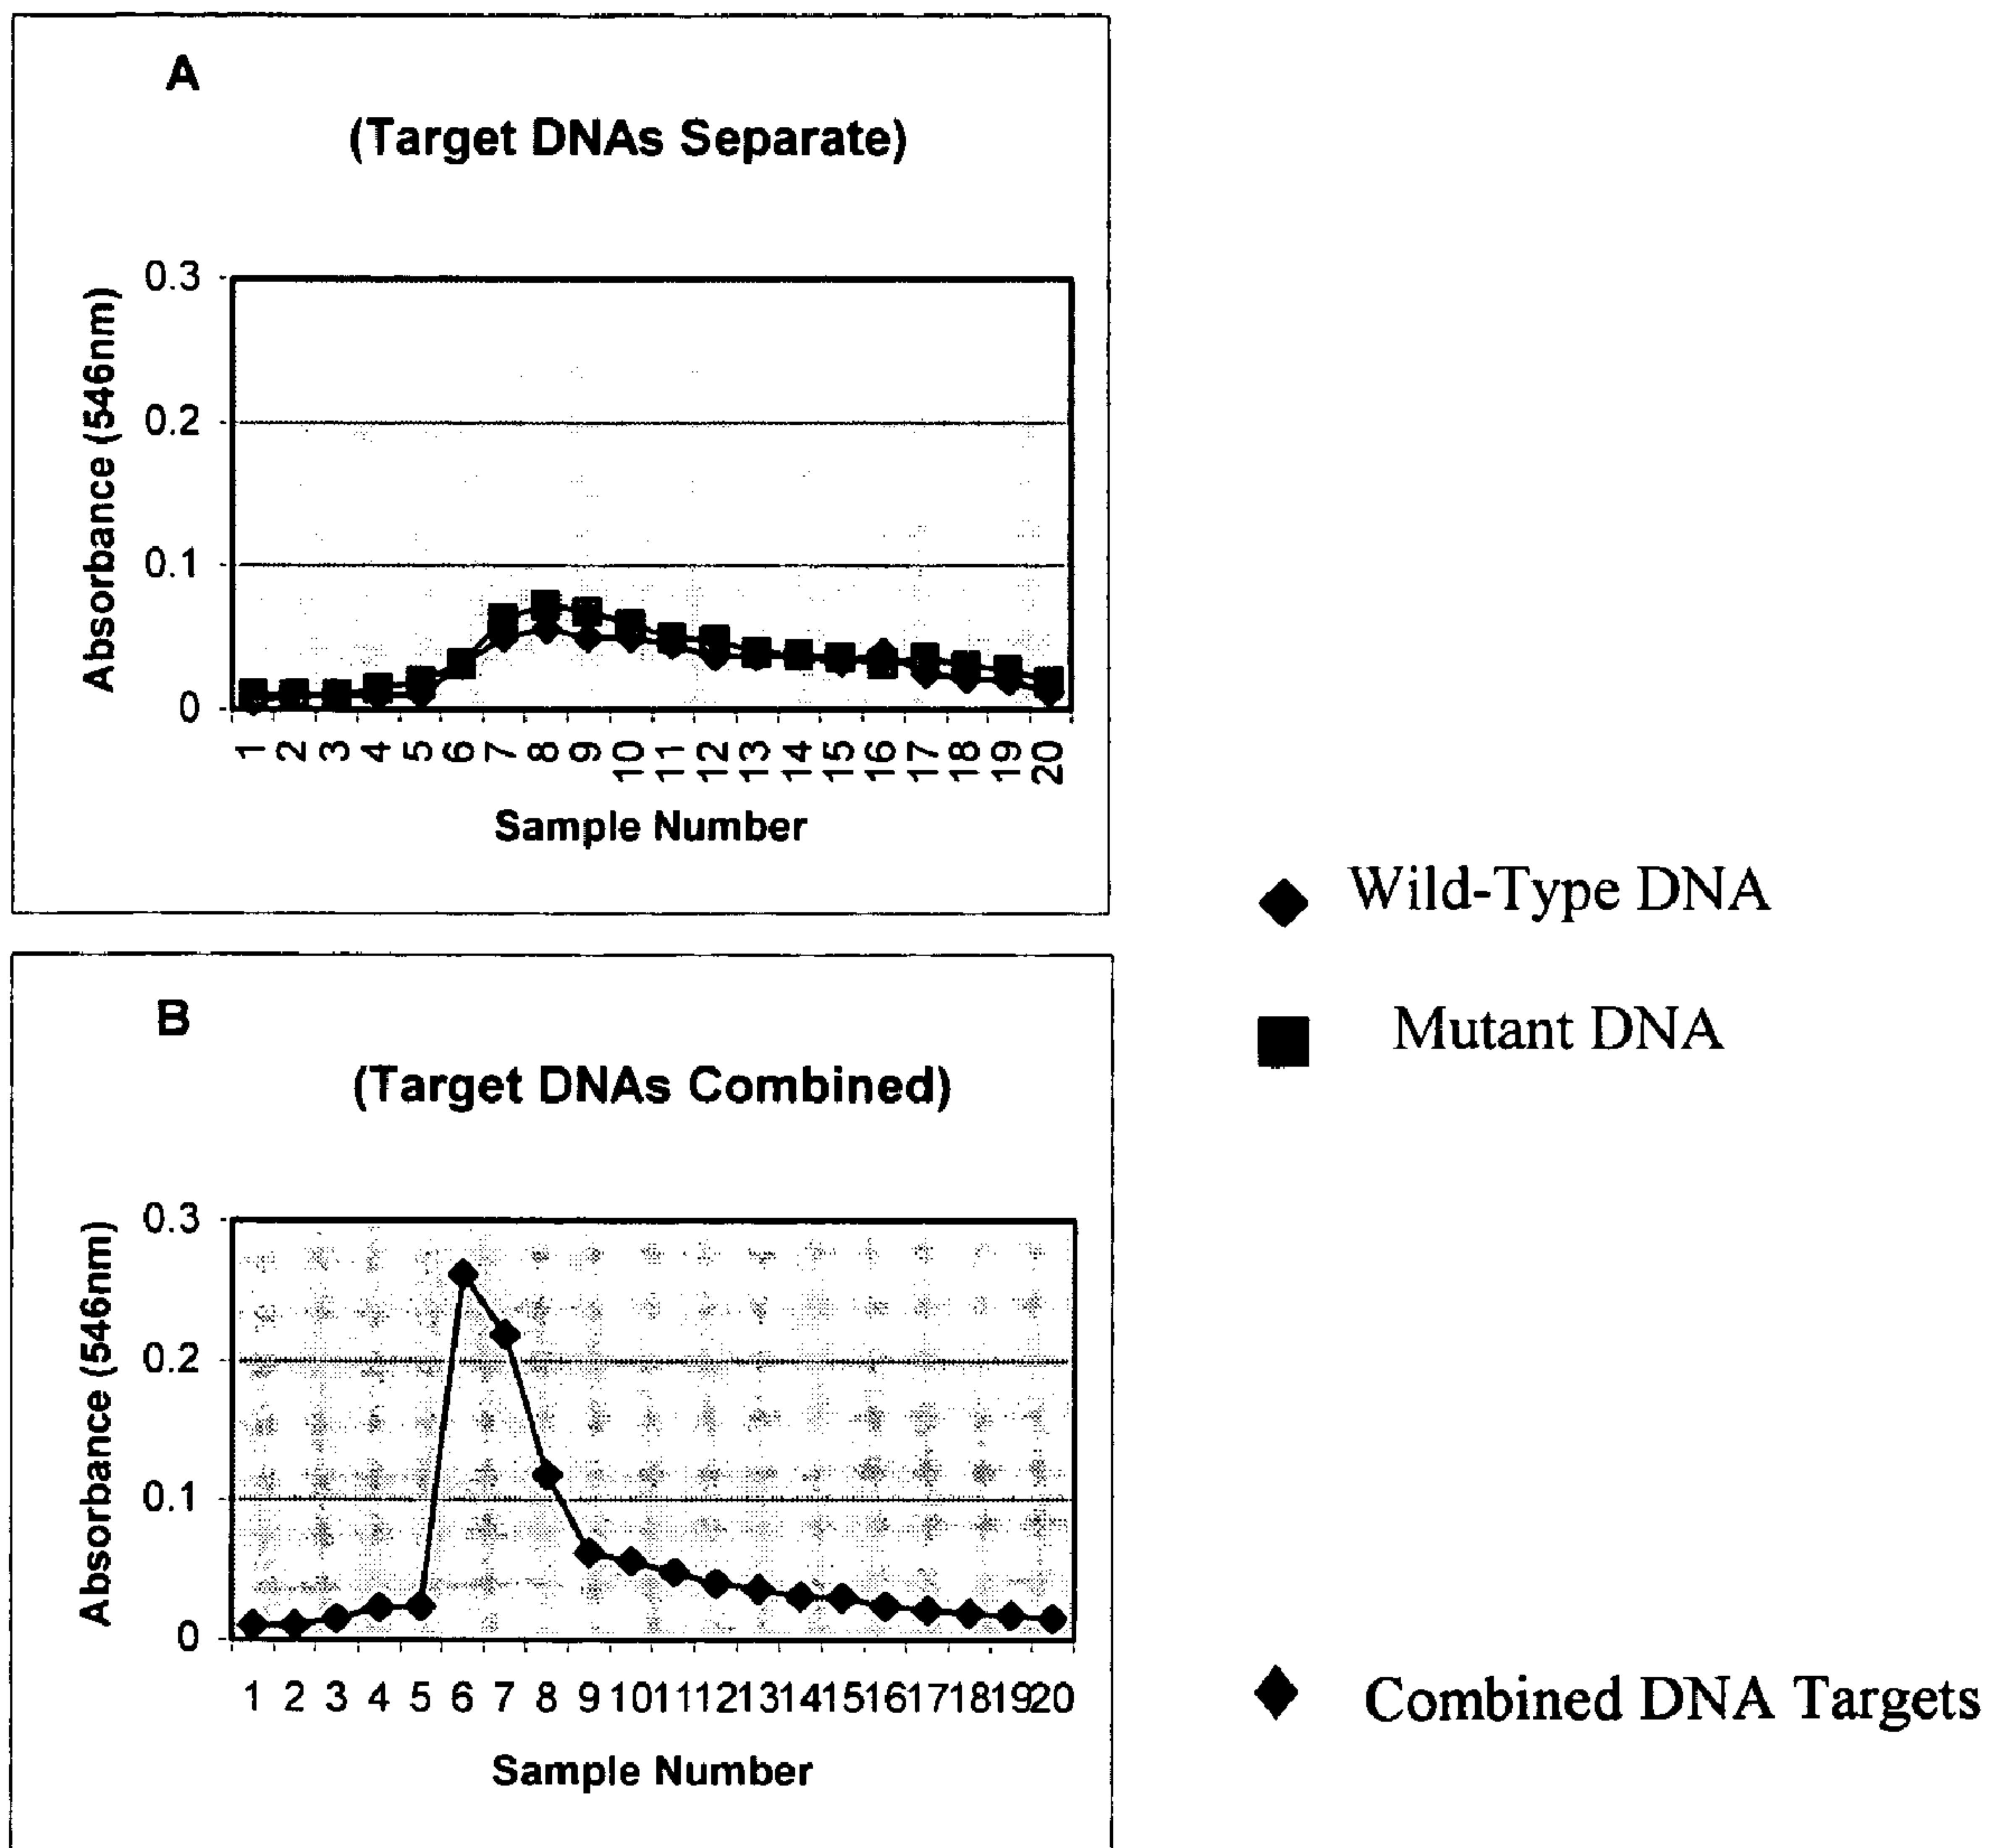 A
(Target DNAs Separate)
Absorbance (546nm)
0.3
0.2
0.1
0
1 2 3 4 5 6 7 8 9 10 11 12 13 14 15 16 17 18 19 20
Sample Number
Wild-Type DNA
Mutant DNA
B
(Target DNAs Combined)
Absorbance (546nm)
0.3
0.2
0.1
0
1 2 3 4 5 6 7 8 9 10 11 12 13 14 15 16 17 18 19 20
Sample Number
Combined DNA Targets